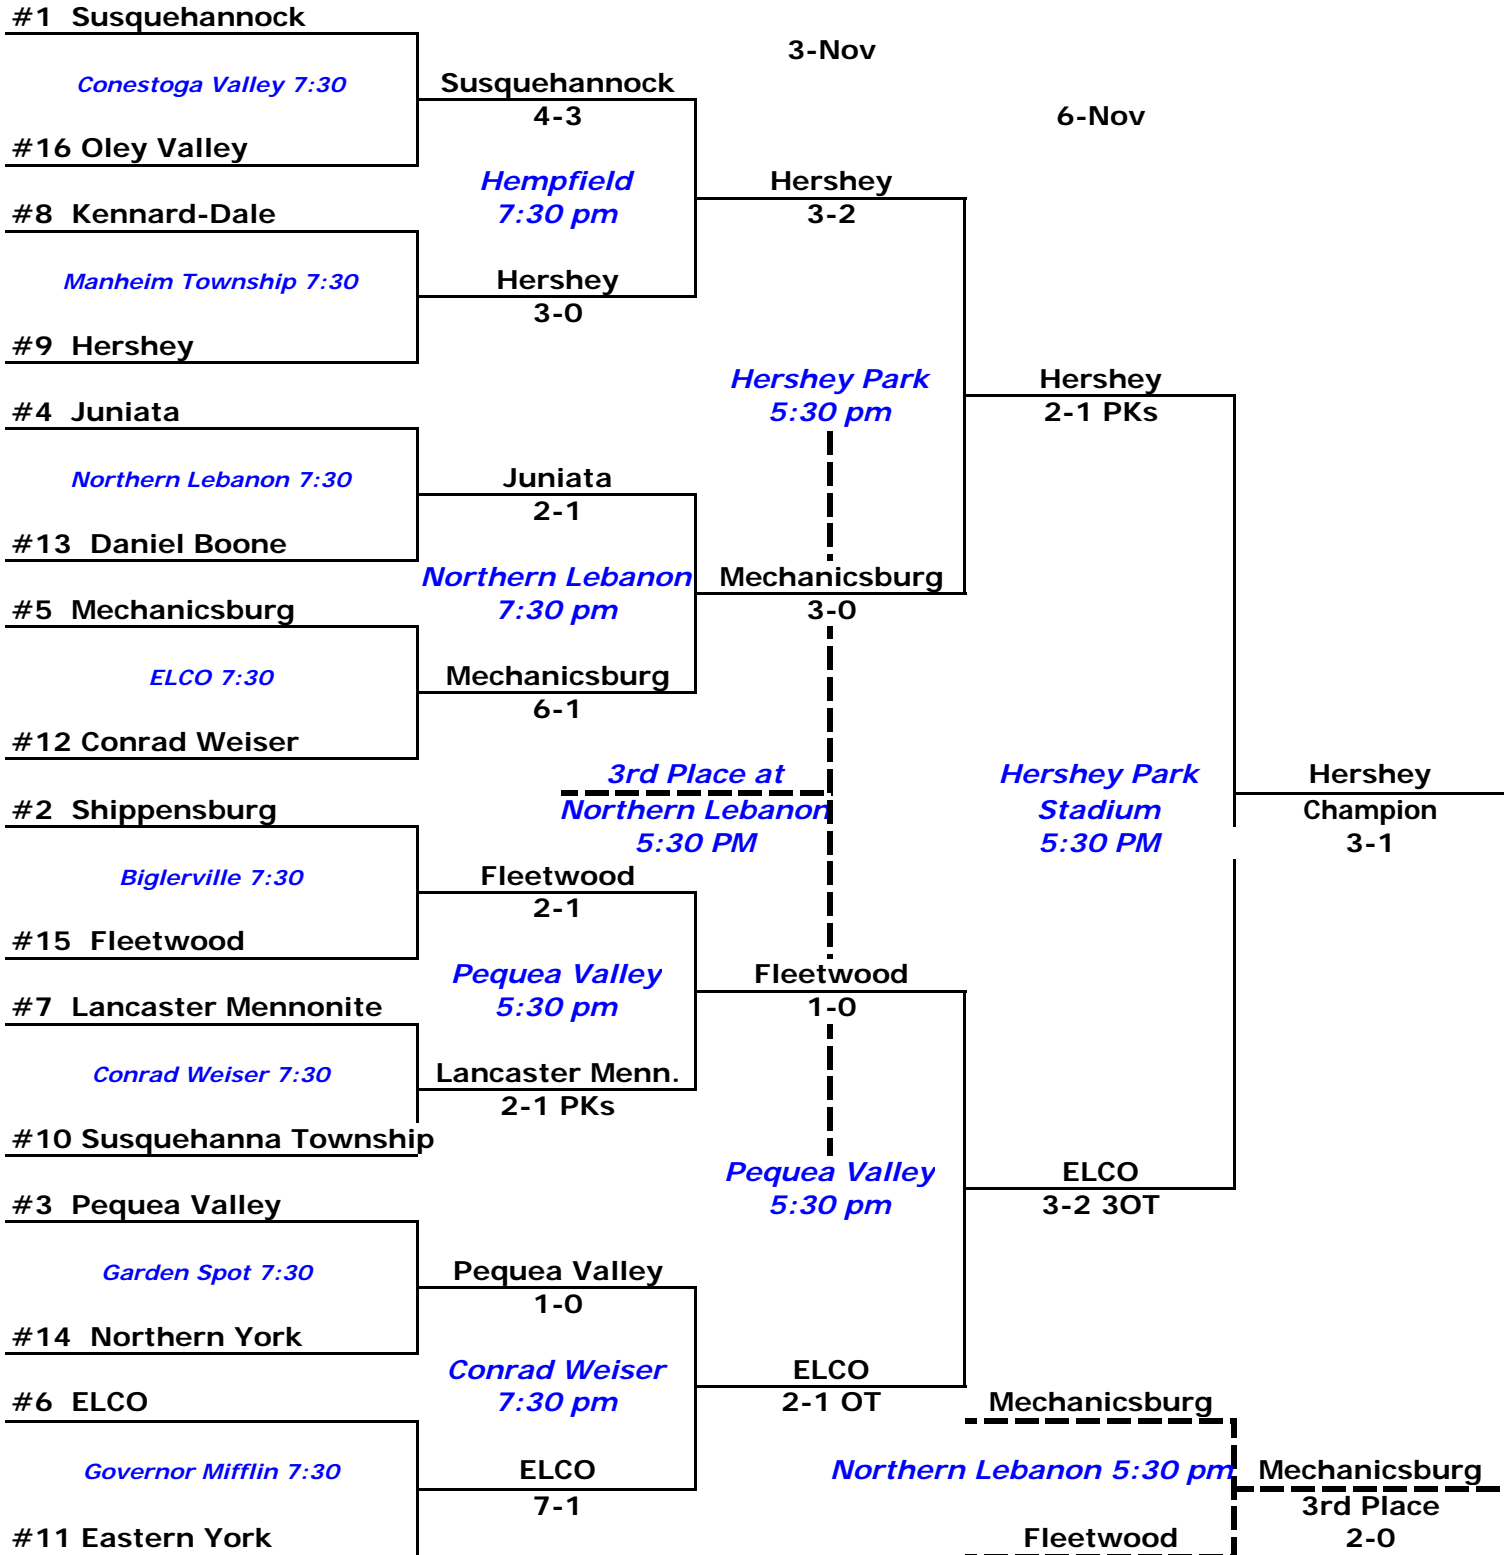 #1 Susquehannock
3-Nov
Conestoga Valley 7:30
Susquehannock
4-3
6-Nov
#16 Oley Valley
Hempfield
7:30 pm
Hershey
3-2
#8 Kennard-Dale
Manheim Township 7:30
Hershey
3-0
#9 Hershey
Hershey Park
5:30 pm
Hershey
2-1 PKs
#4 Juniata
Northern Lebanon 7:30
Juniata
2-1
#13 Daniel Boone
Northern Lebanon
7:30 pm
Mechanicsburg
3-0
#5 Mechanicsburg
ELCO 7:30
Mechanicsburg
6-1
#12 Conrad Weiser
3rd Place at
Northern Lebanon
5:30 PM
Hershey Park
Stadium
5:30 PM
Hershey
Champion
3-1
#2 Shippensburg
Biglerville 7:30
Fleetwood
2-1
#15 Fleetwood
Pequea Valley
5:30 pm
Fleetwood
1-0
#7 Lancaster Mennonite
Conrad Weiser 7:30
Lancaster Menn.
2-1 PKs
#10 Susquehanna Township
Pequea Valley
5:30 pm
ELCO
3-2 3OT
#3 Pequea Valley
Garden Spot 7:30
Pequea Valley
1-0
#14 Northern York
Conrad Weiser
7:30 pm
ELCO
2-1 OT
#6 ELCO
Mechanicsburg
Governor Mifflin 7:30
ELCO
7-1
Northern Lebanon 5:30 pm
Mechanicsburg
3rd Place
2-0
#11 Eastern York
Fleetwood